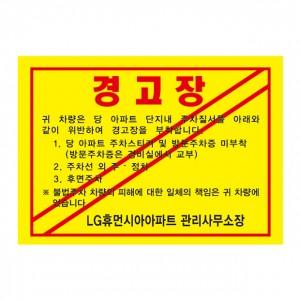 경고장
귀 차량은 당 아파트 단지내 주차질서를 아래와
같이 위반하여 경고장을 부착합니다.
1. 당 아파트 주차스티커 및 방문주차증 미부착
(방문주차증은 경비실에서 교부)
2. 주차선 외 주·정차
3. 후면주차
※ 불법주차 차량의 피해에 대한 일체의 책임은 귀 차량에
있습니다.
LG휴먼시아아파트 관리사무소장